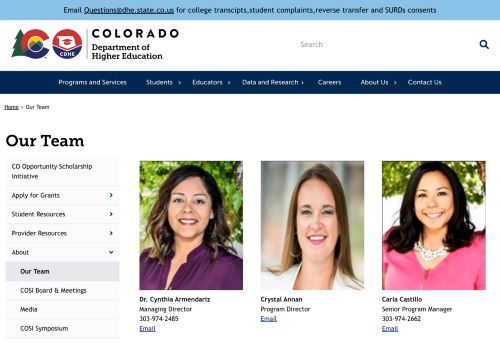 Email Questions@dhe.state.co.us for college transcipts,student complaints,reverse transfer and SURDs consents
CDHE
COLORADO
Department of
Higher Education
Search
Programs and Services Students Educators Data and Research Careers About Us Contact Us
Home › Our Team
Our Team
CO Opportunity Scholarship
Initiative
Apply for Grants
Student Resources
Provider Resources
About
Our Team
COSI Board & Meetings
Media
COSI Symposium
Dr. Cynthia Armendariz
Managing Director
303-974-2485
Email
Crystal Annan
Program Director
Email
Carla Castillo
Senior Program Manager
303-974-2662
Email